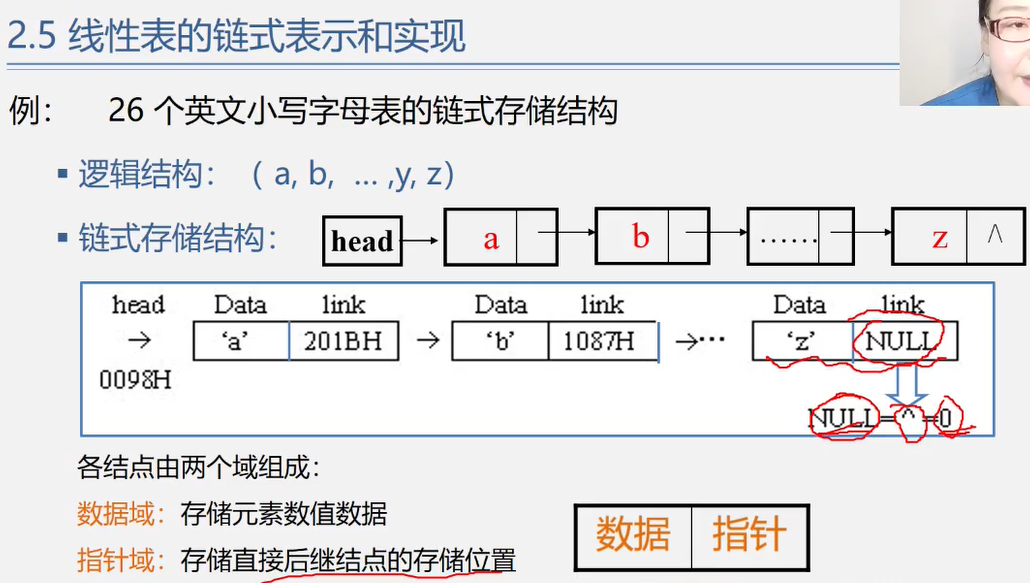 2.5 线性表的链式表示和实现
例： 26 个英文小写字母表的链式存储结构
▪ 逻辑结构： （ a, b, … ,y, z）
▪ 链式存储结构： head a b …… z ∧
head Data link Data link Data link
→ ‘a’ 201BH → ‘b’ 1087H →… ‘z’ NULL
0098H
NULL=^=0
各结点由两个域组成：
数据域：存储元素数值数据
指针域：存储直接后继结点的存储位置
数据 指针